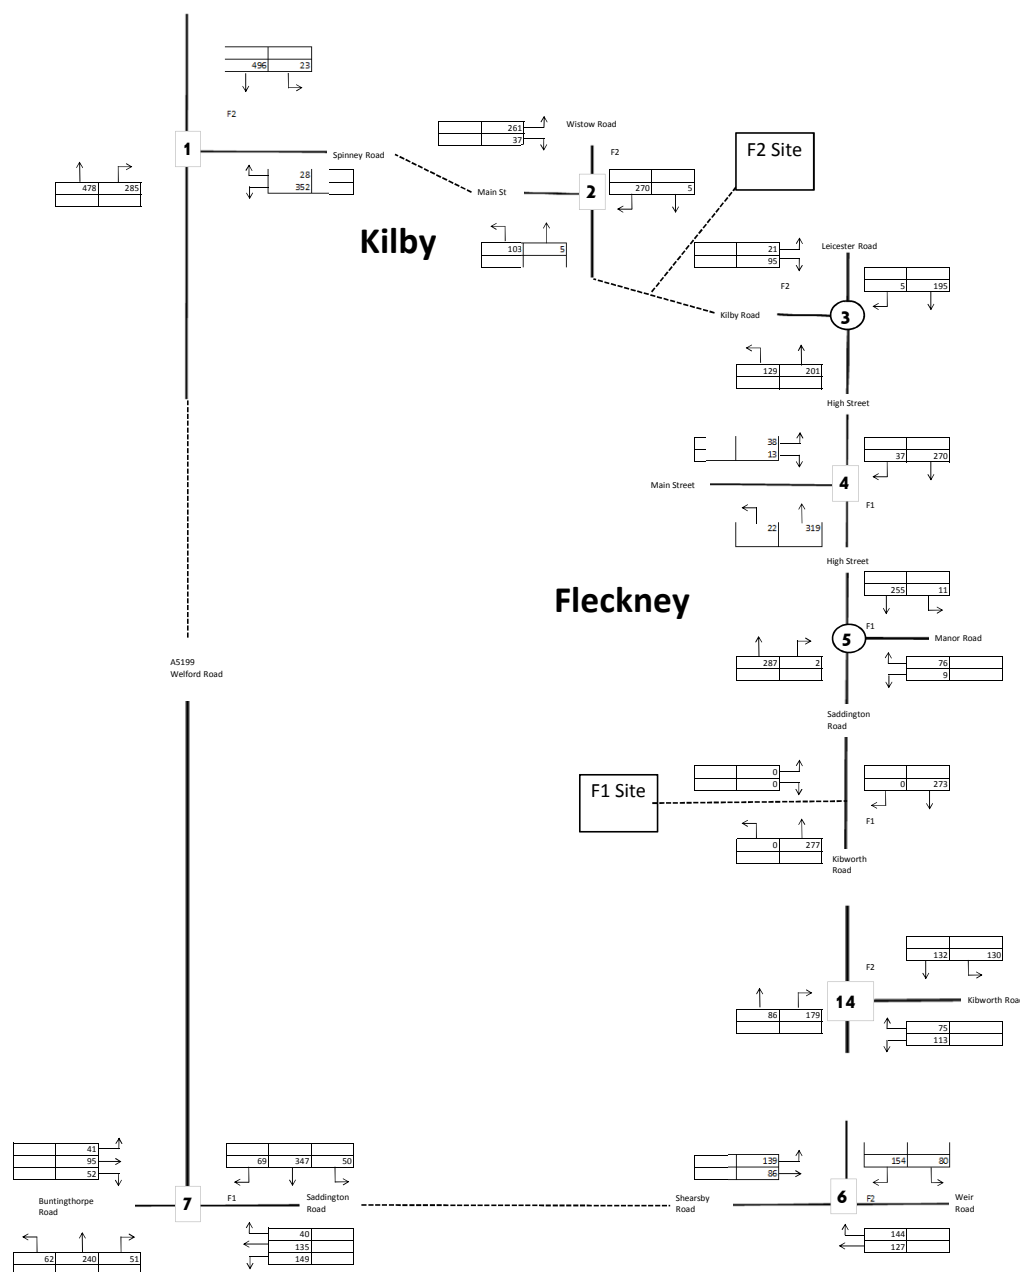 496 23
F2
1
Spinney Road
478 285
28
352
261
37
Wistow Road
F2
Main St
2
270 5
F2 Site
Kilby
103 5
21
95
Leicester Road
F2
5 195
Kilby Road
3
129 201
High Street
38
13
37 270
Main Street
4
F1
22 319
High Street
Fleckney
255 11
F1
5
Manor Road
287 2
76
9
A5199
Welford Road
Saddington
Road
0
0
0 273
F1 Site
F1
0 277
Kibworth
Road
132 130
F2
14
Kibworth Roa
86 179
75
113
41
95
52
69 347 50
139
86
154 80
Buntingthorpe
Road
7
F1
Saddington
Road
Shearsby
Road
6
F2
Weir
Road
62 240 51
40
135
149
144
127